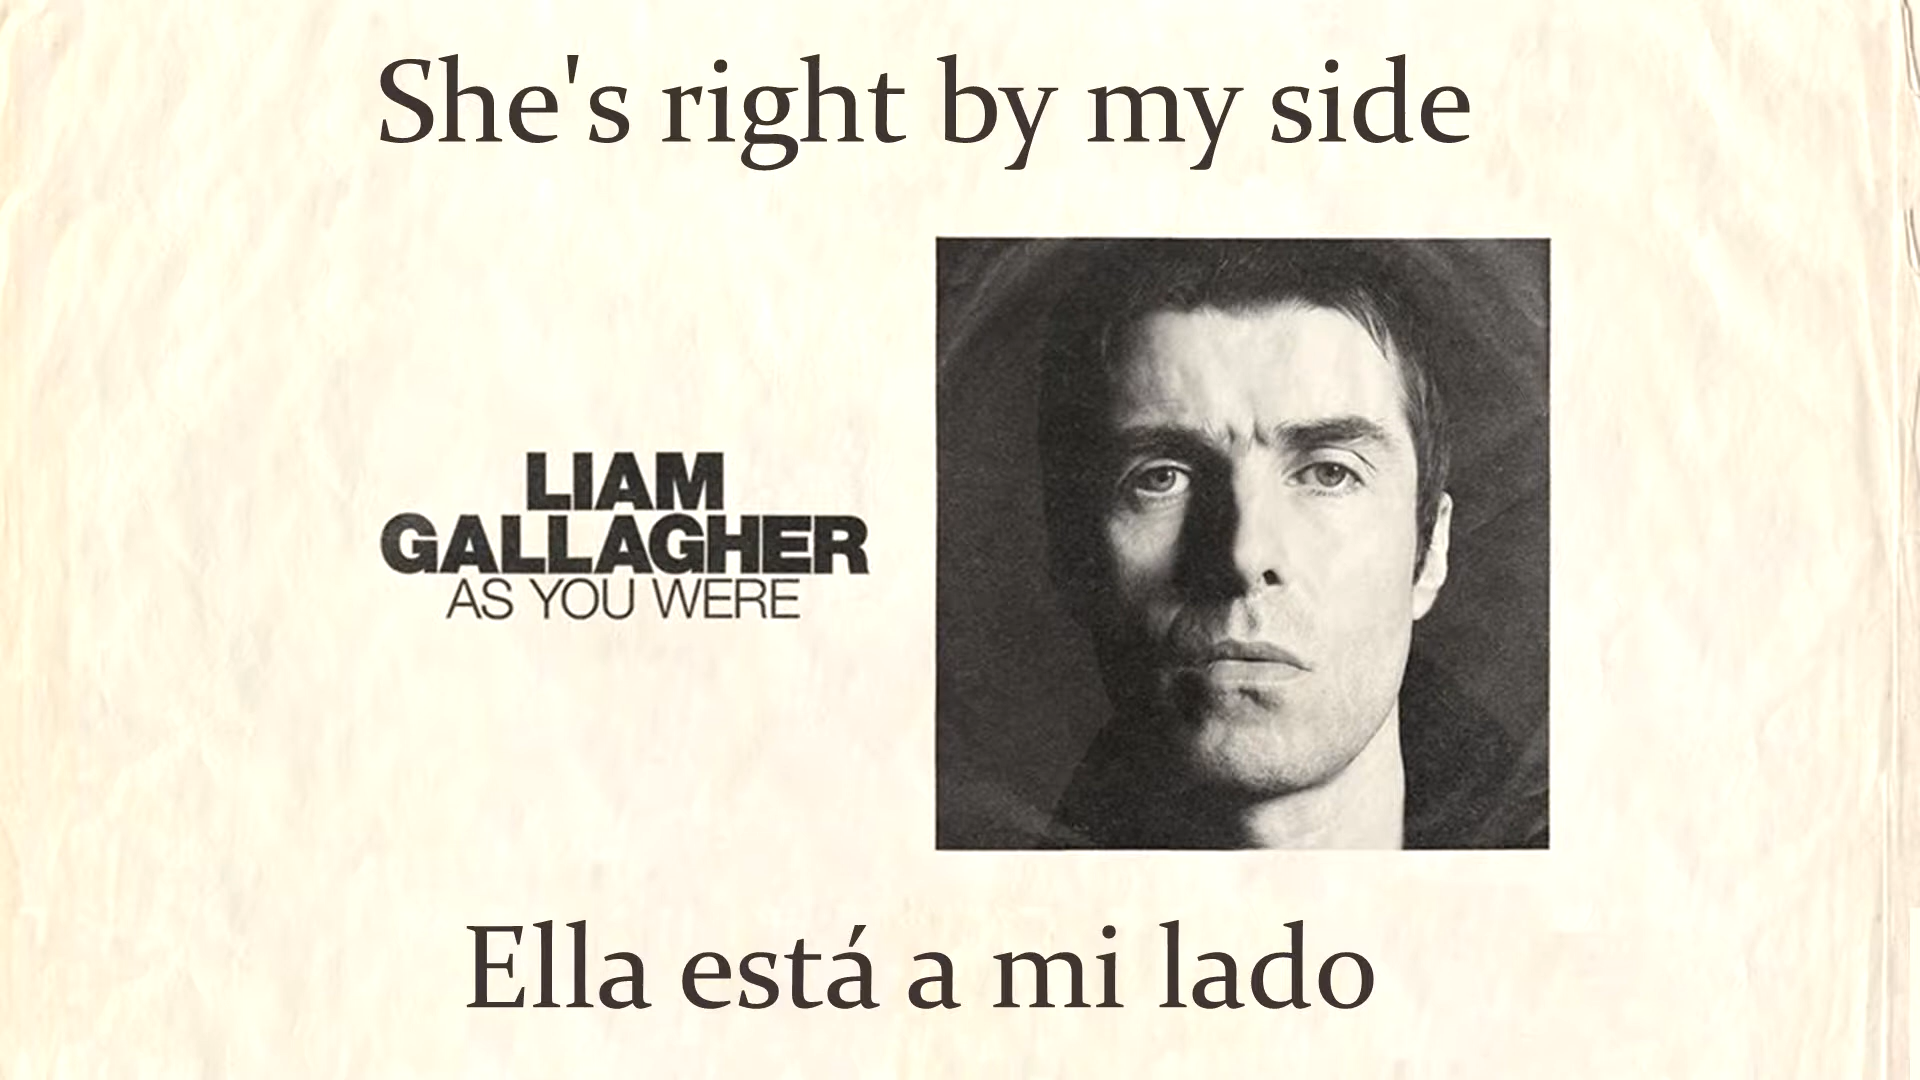 She's right by my side
LIAM
GALLAGHER
AS YOU WERE
Ella está a mi lado